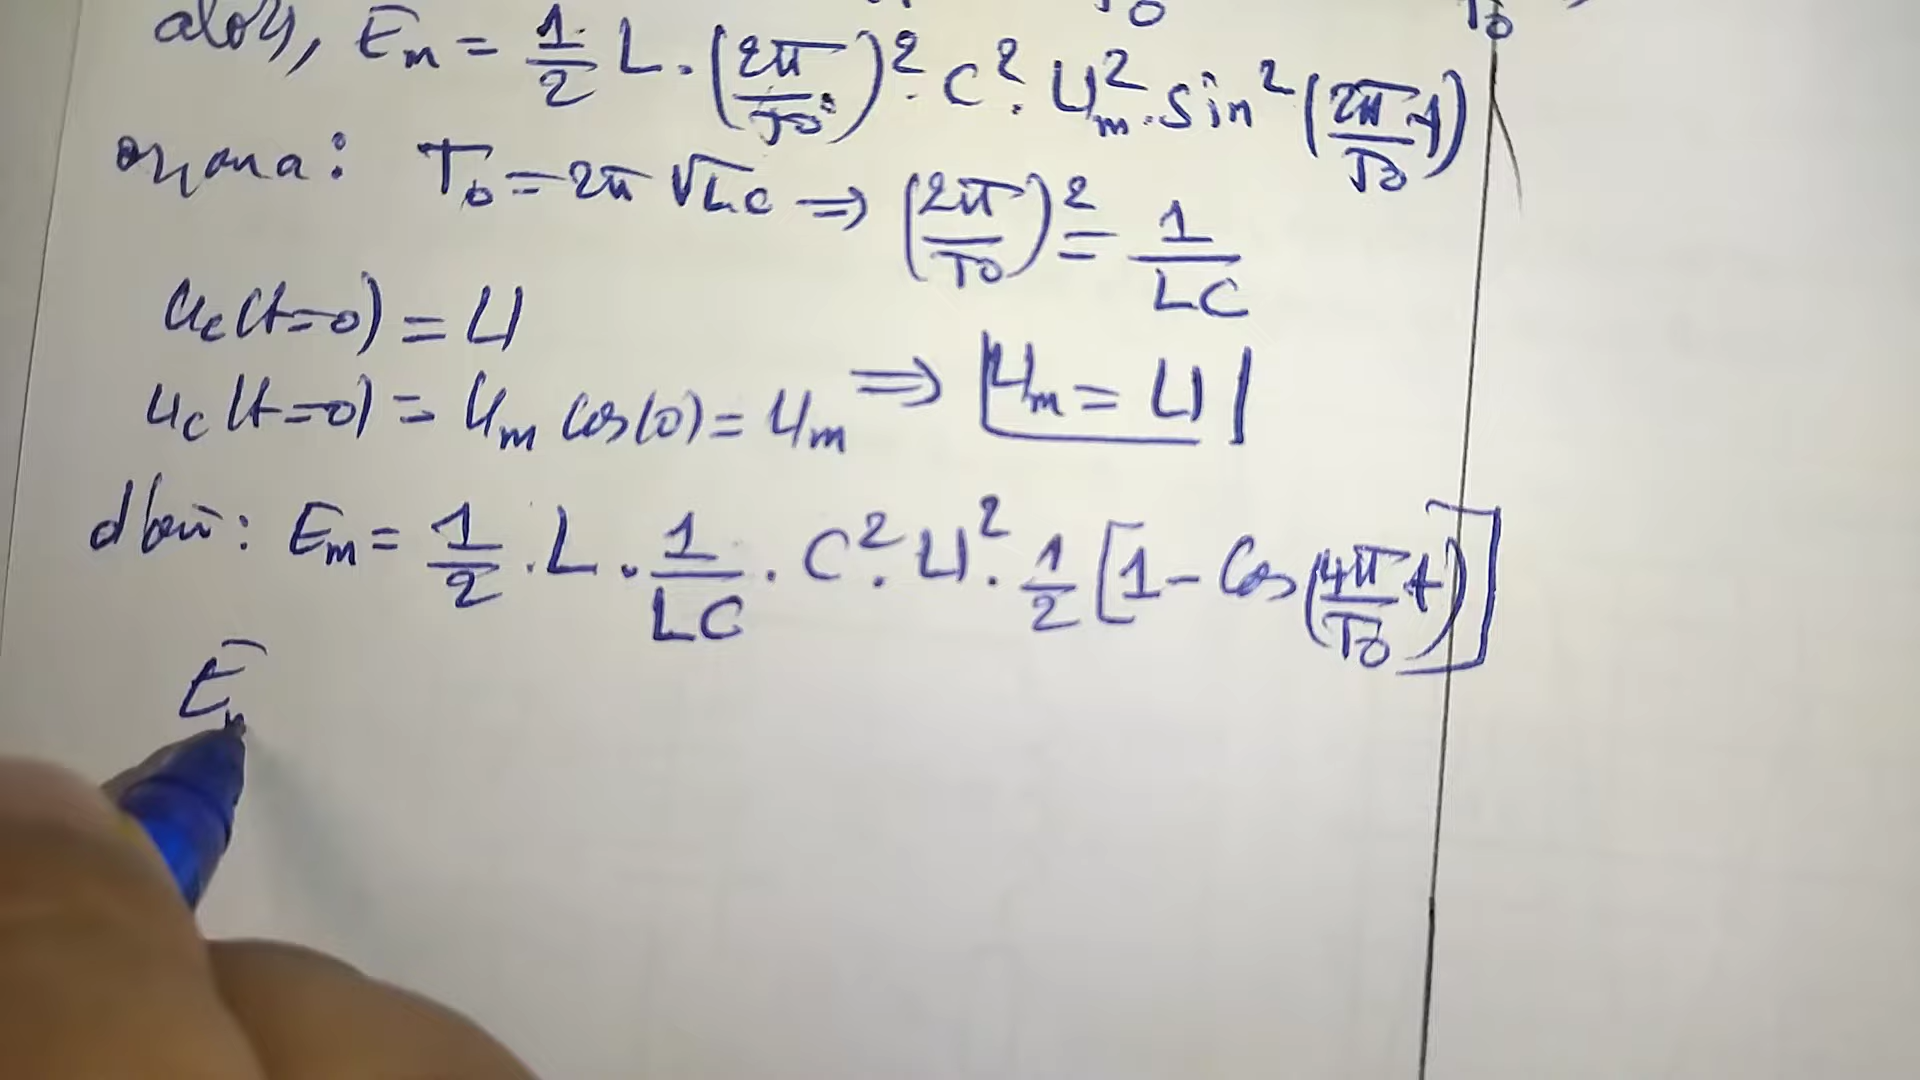 alors, Em = 1/2 L . (2π/T0)² . C² . Um² . sin²(2π/T0 t)
on a : T0 = 2π √LC ⇒ (2π/T0)² = 1/LC
uc(t=0) = U
uc(t=0) = Um cos(0) = Um ⇒ Um = U
d'où : Em = 1/2 . L . 1/LC . C² . U² . 1/2 [1 - cos(4π/T0 t)]
Em